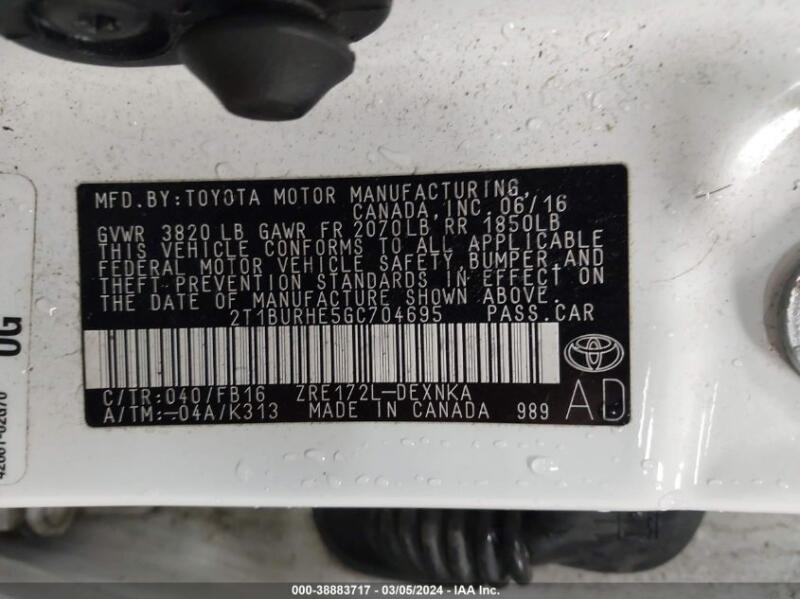 MFD.BY:TOYOTA MOTOR MANUFACTURING,
CANADA,INC. 06/16
GVWR 3820 LB GAWR FR 2070LB RR 1850LB
THIS VEHICLE CONFORMS TO ALL APPLICABLE
FEDERAL MOTOR VEHICLE SAFETY, BUMPER,AND
THEFT PREVENTION STANDARDS IN EFFECT ON
THE DATE OF MANUFACTURE SHOWN ABOVE.
2T1BURHE5GC704695 PASS.CAR
C/TR:040/FB16 ZRE172L-DEXNKA
A/TM:-04A/K313 MADE IN CANADA 989 AD
0G
000-38883717 - 03/05/2024 - IAA Inc.